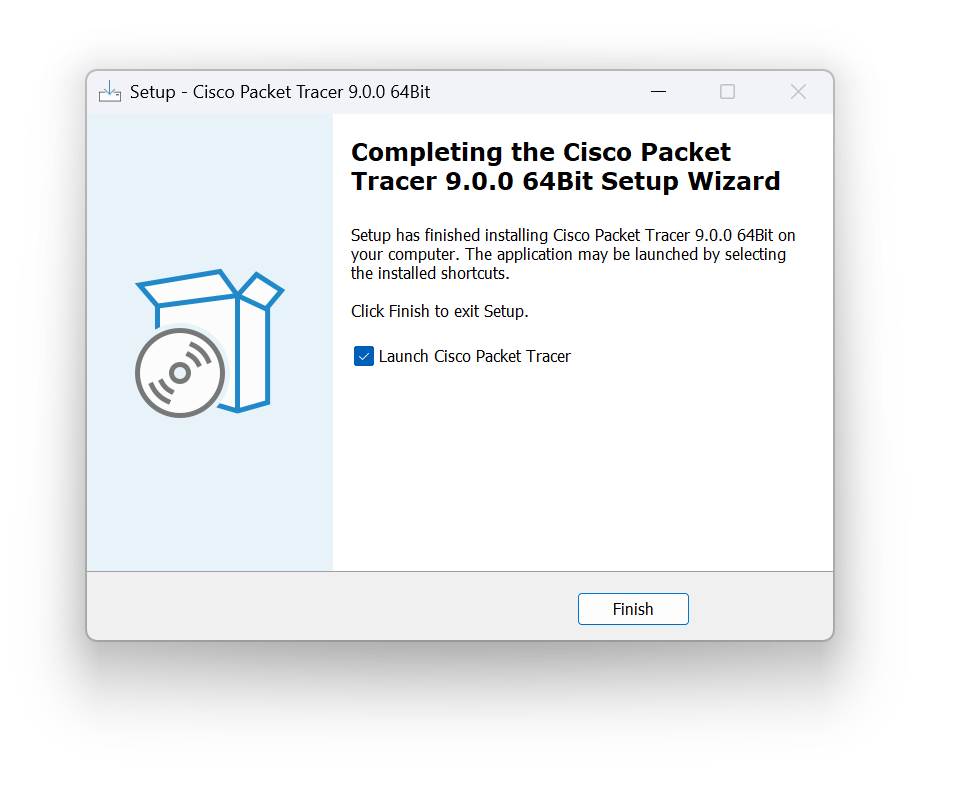 Setup - Cisco Packet Tracer 9.0.0 64Bit
Completing the Cisco Packet
Tracer 9.0.0 64Bit Setup Wizard
Setup has finished installing Cisco Packet Tracer 9.0.0 64Bit on
your computer. The application may be launched by selecting
the installed shortcuts.
Click Finish to exit Setup.
Launch Cisco Packet Tracer
Finish